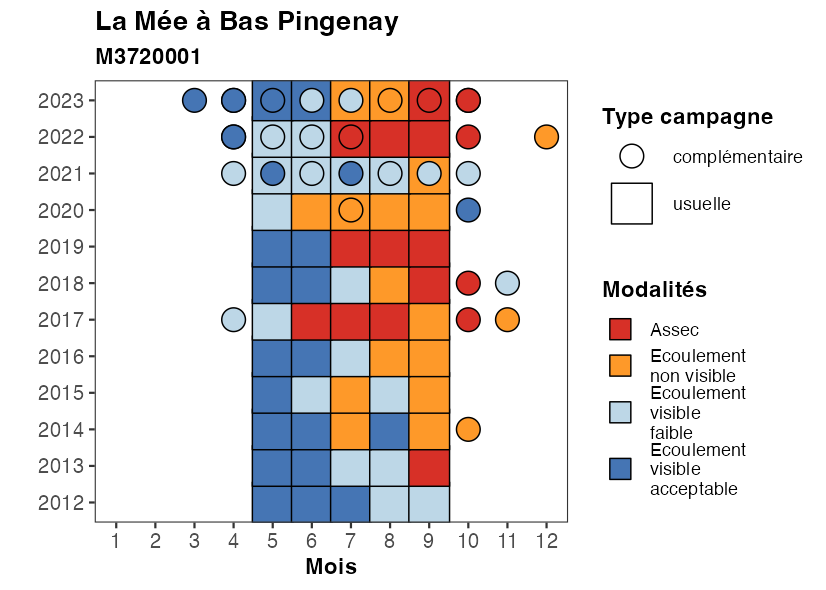 La Mée à Bas Pingenay
M3720001
2023
2022
2021
2020
2019
2018
2017
2016
2015
2014
2013
2012
1 2 3 4 5 6 7 8 9 10 11 12
Mois
Type campagne
complémentaire
usuelle
Modalités
Assec
Ecoulement
non visible
Ecoulement
visible
faible
Ecoulement
visible
acceptable